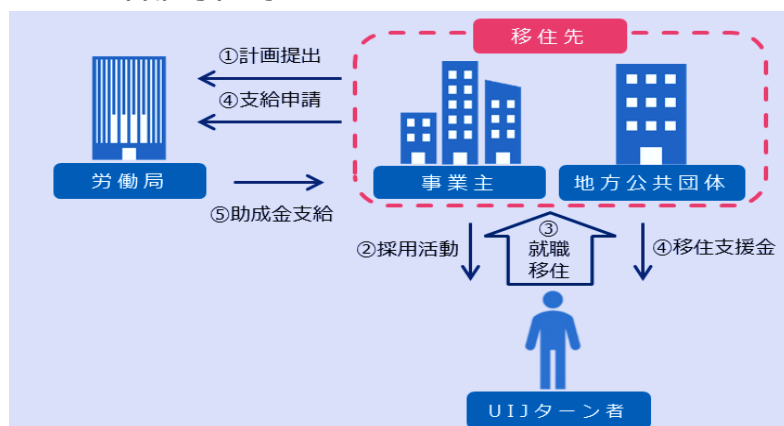 移住先
①計画提出
④支給申請
労働局
事業主
地方公共団体
⑤助成金支給
②採用活動
③
就職
移住
④移住支援金
UIJターン者